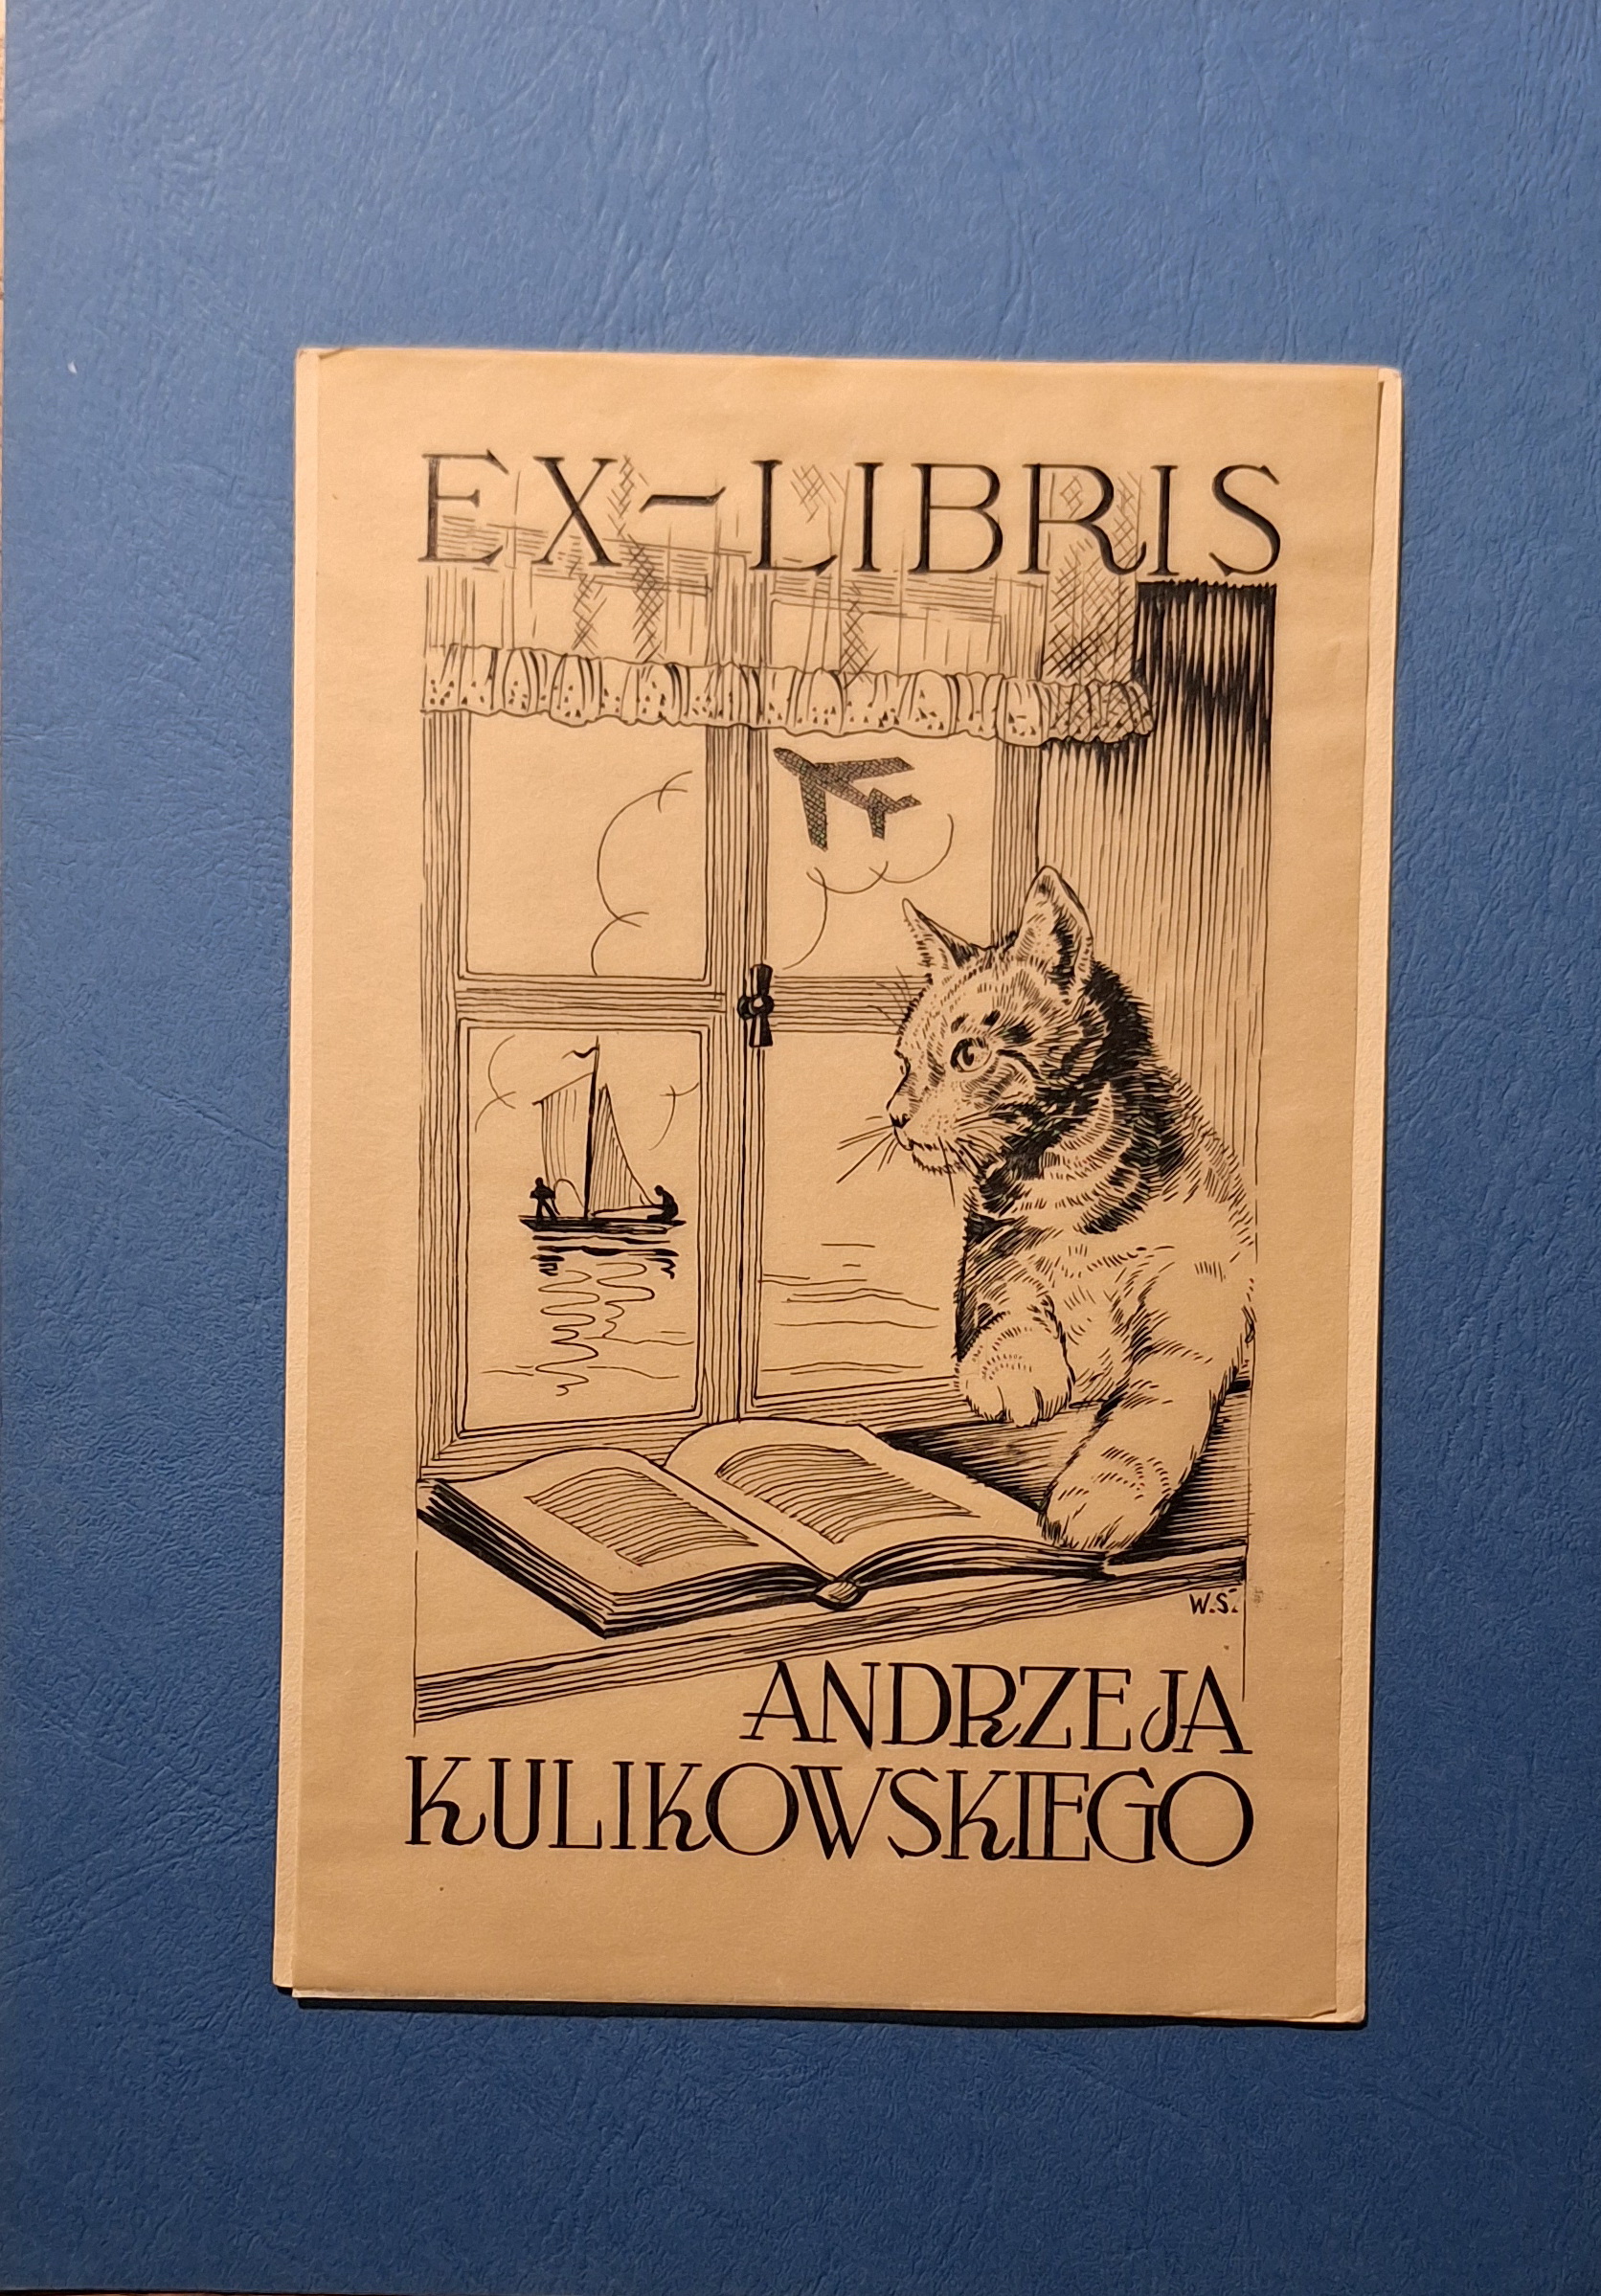 EX-LIBRIS
W.S.
ANDRZEJA
KULIKOWSKIEGO